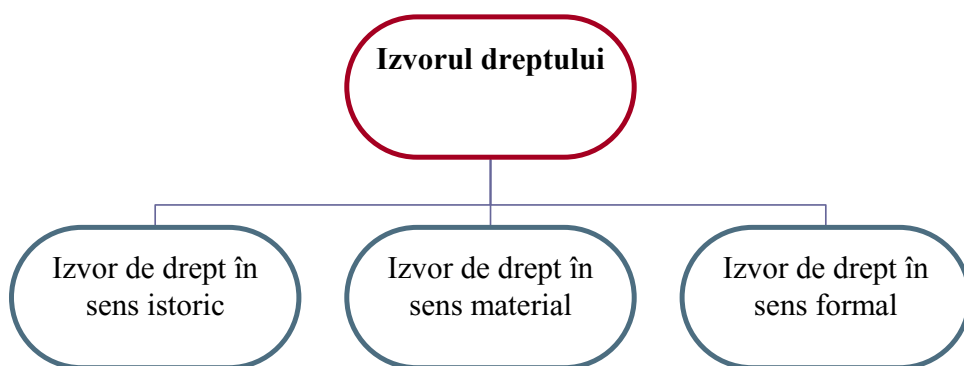 Izvorul dreptului
Izvor de drept în
sens istoric
Izvor de drept în
sens material
Izvor de drept în
sens formal